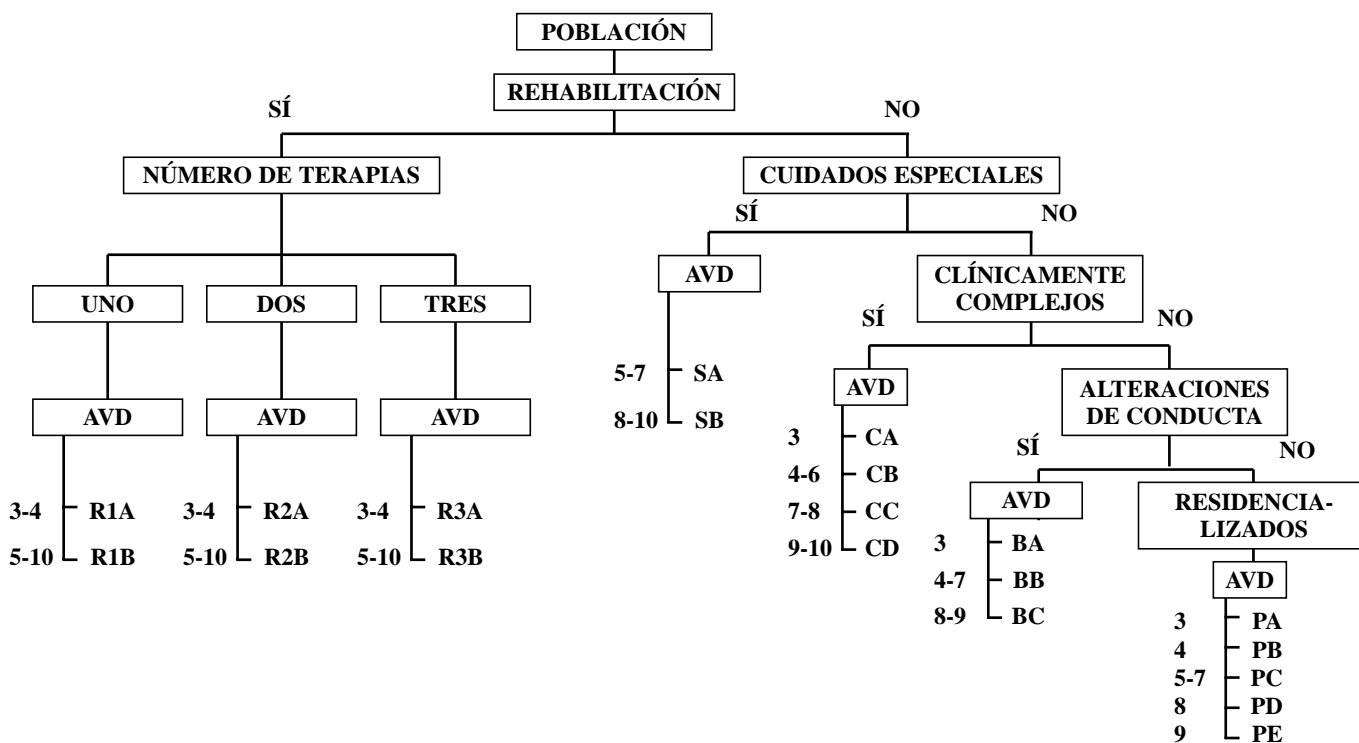 POBLACIÓN
REHABILITACIÓN
SÍ
NO
NÚMERO DE TERAPIAS
CUIDADOS ESPECIALES
SÍ
NO
UNO
DOS
TRES
AVD
CLÍNICAMENTE
COMPLEJOS
SÍ
NO
AVD
AVD
AVD
5-7 SA
8-10 SB
AVD
ALTERACIONES
DE CONDUCTA
3 CA
4-6 CB
7-8 CC
9-10 CD
SÍ
NO
3-4 R1A
5-10 R1B
3-4 R2A
5-10 R2B
3-4 R3A
5-10 R3B
AVD
RESIDENCIA-
LIZADOS
3 BA
4-7 BB
8-9 BC
AVD
3 PA
4 PB
5-7 PC
8 PD
9 PE